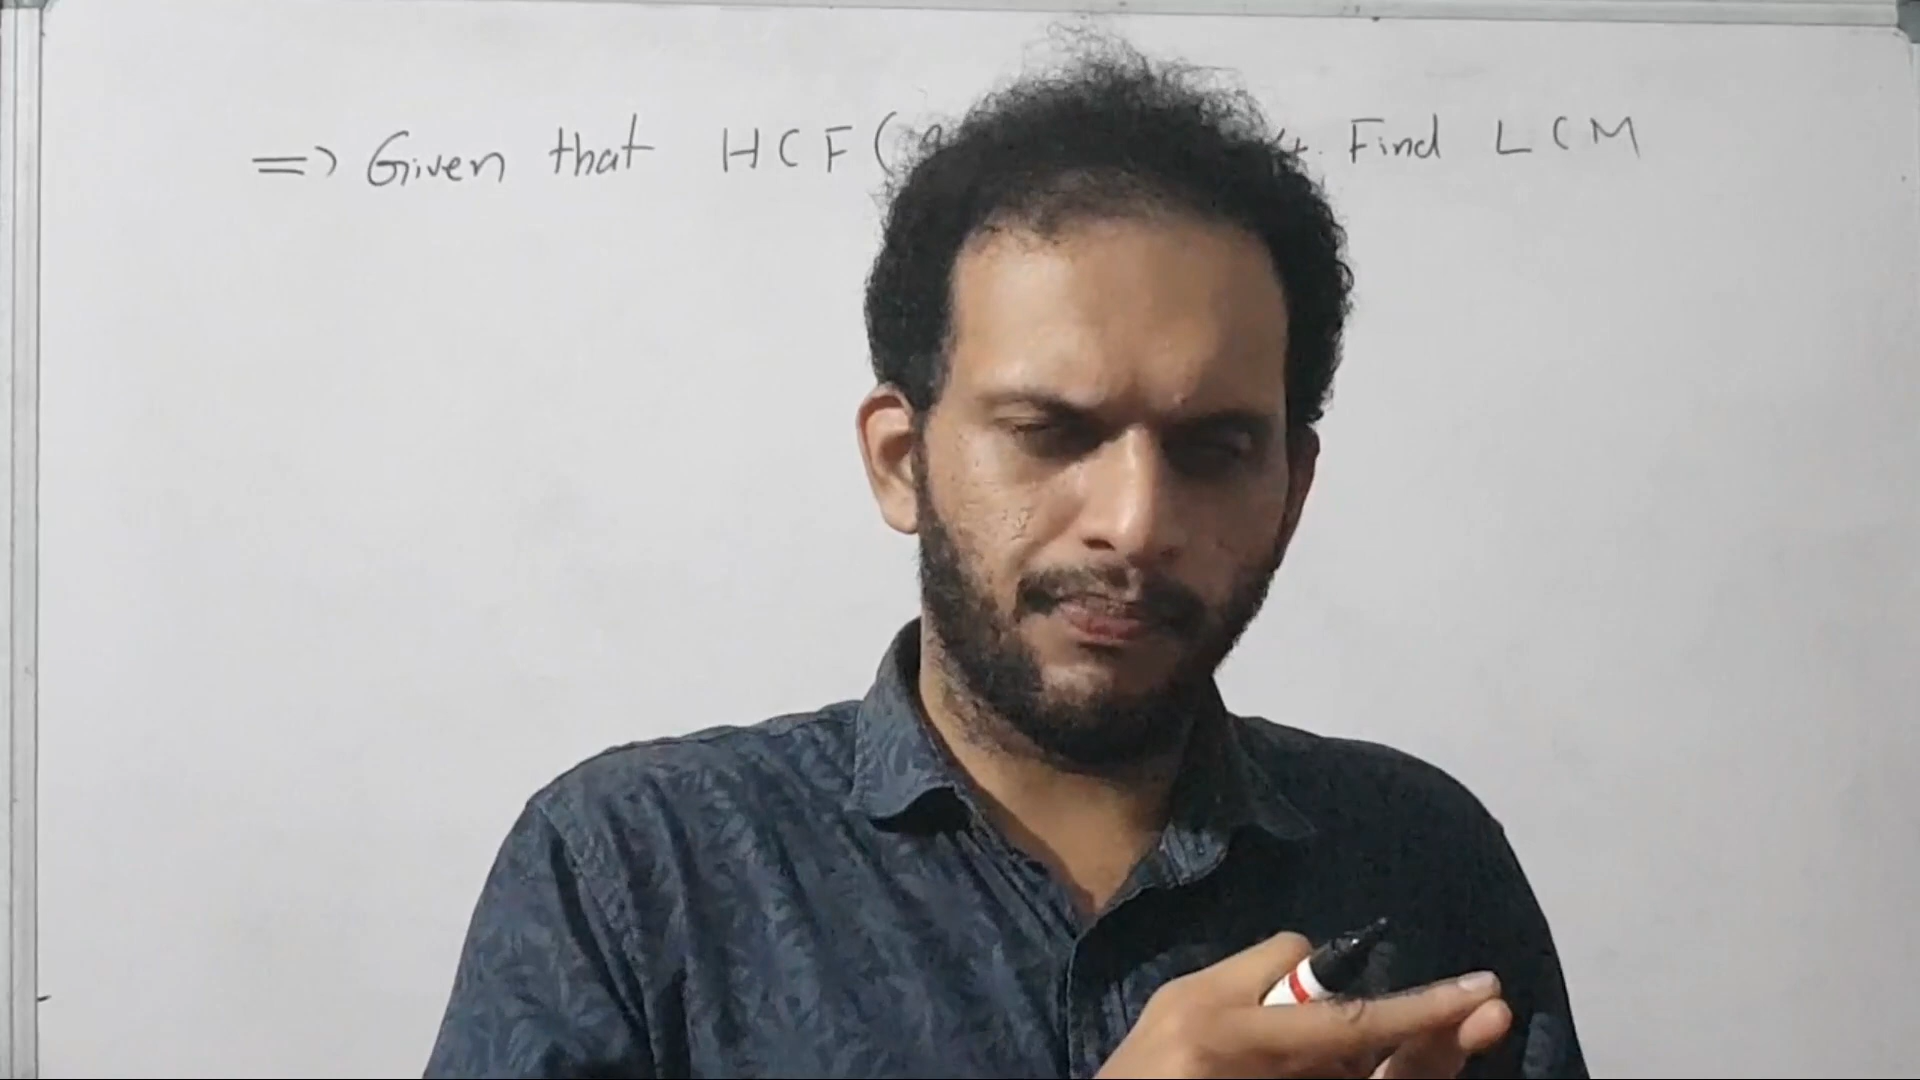 => Given that HCF ( Find LCM